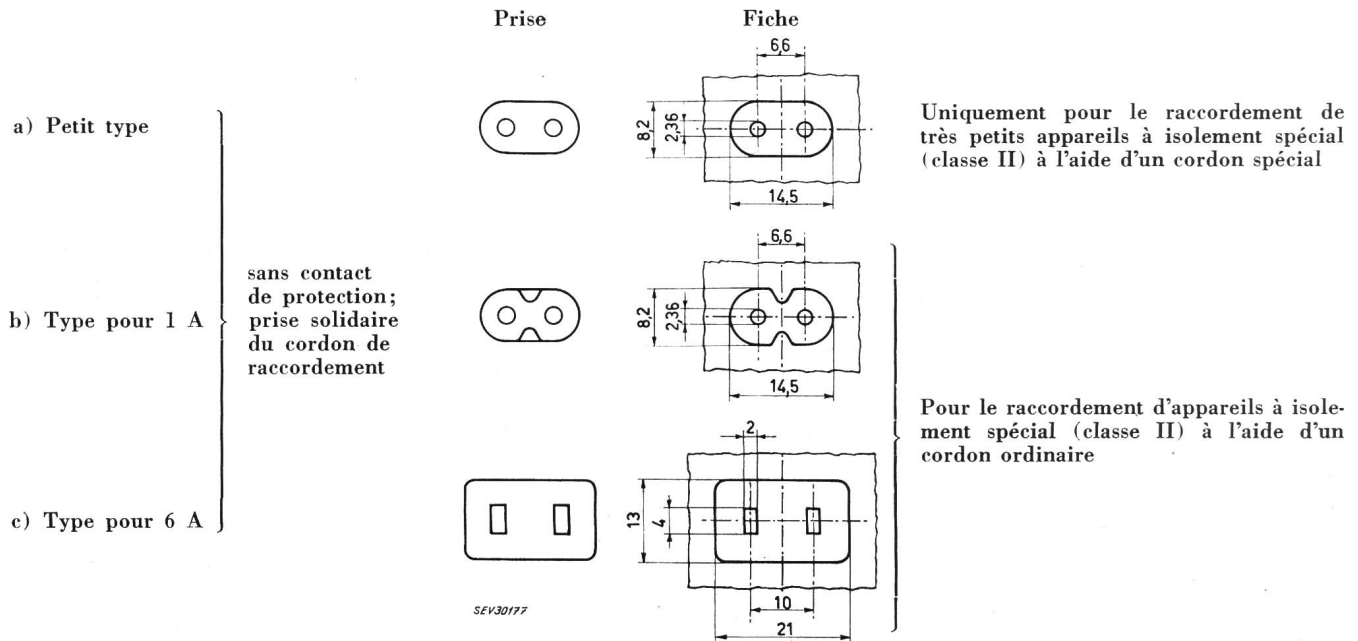 Prise
Fiche
a) Petit type
6,6
8,2
2,36
14,5
Uniquement pour le raccordement de
très petits appareils à isolement spécial
(classe II) à l'aide d'un cordon spécial
sans contact
de protection;
prise solidaire
du cordon de
raccordement
b) Type pour 1 A
6,6
8,2
2,36
14,5
Pour le raccordement d'appareils à isole-
ment spécial (classe II) à l'aide d'un
cordon ordinaire
c) Type pour 6 A
2
13
4
10
21
SEV30177